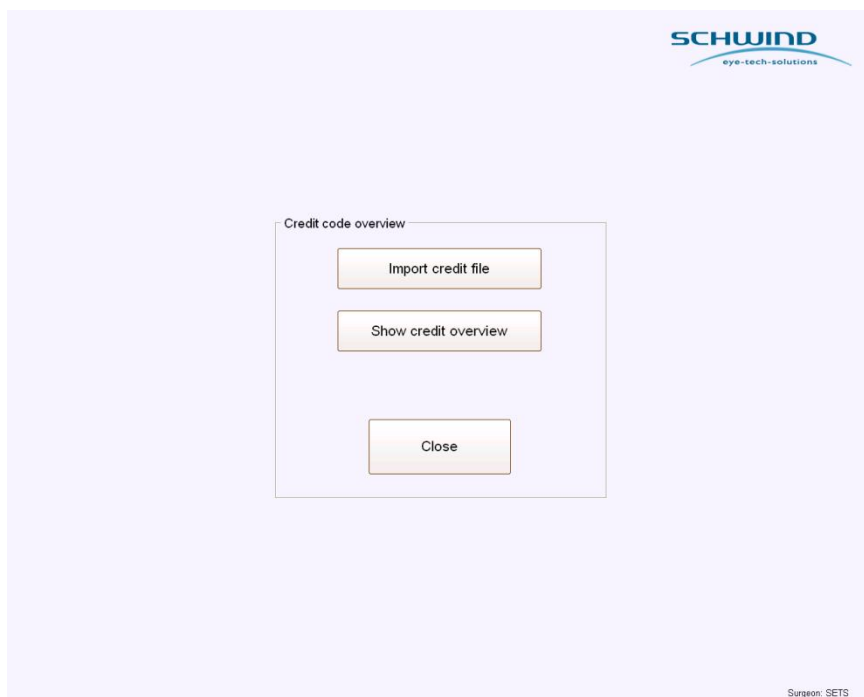 SCHWIND
eye-tech-solutions
Credit code overview
Import credit file
Show credit overview
Close
Surgeon: SETS